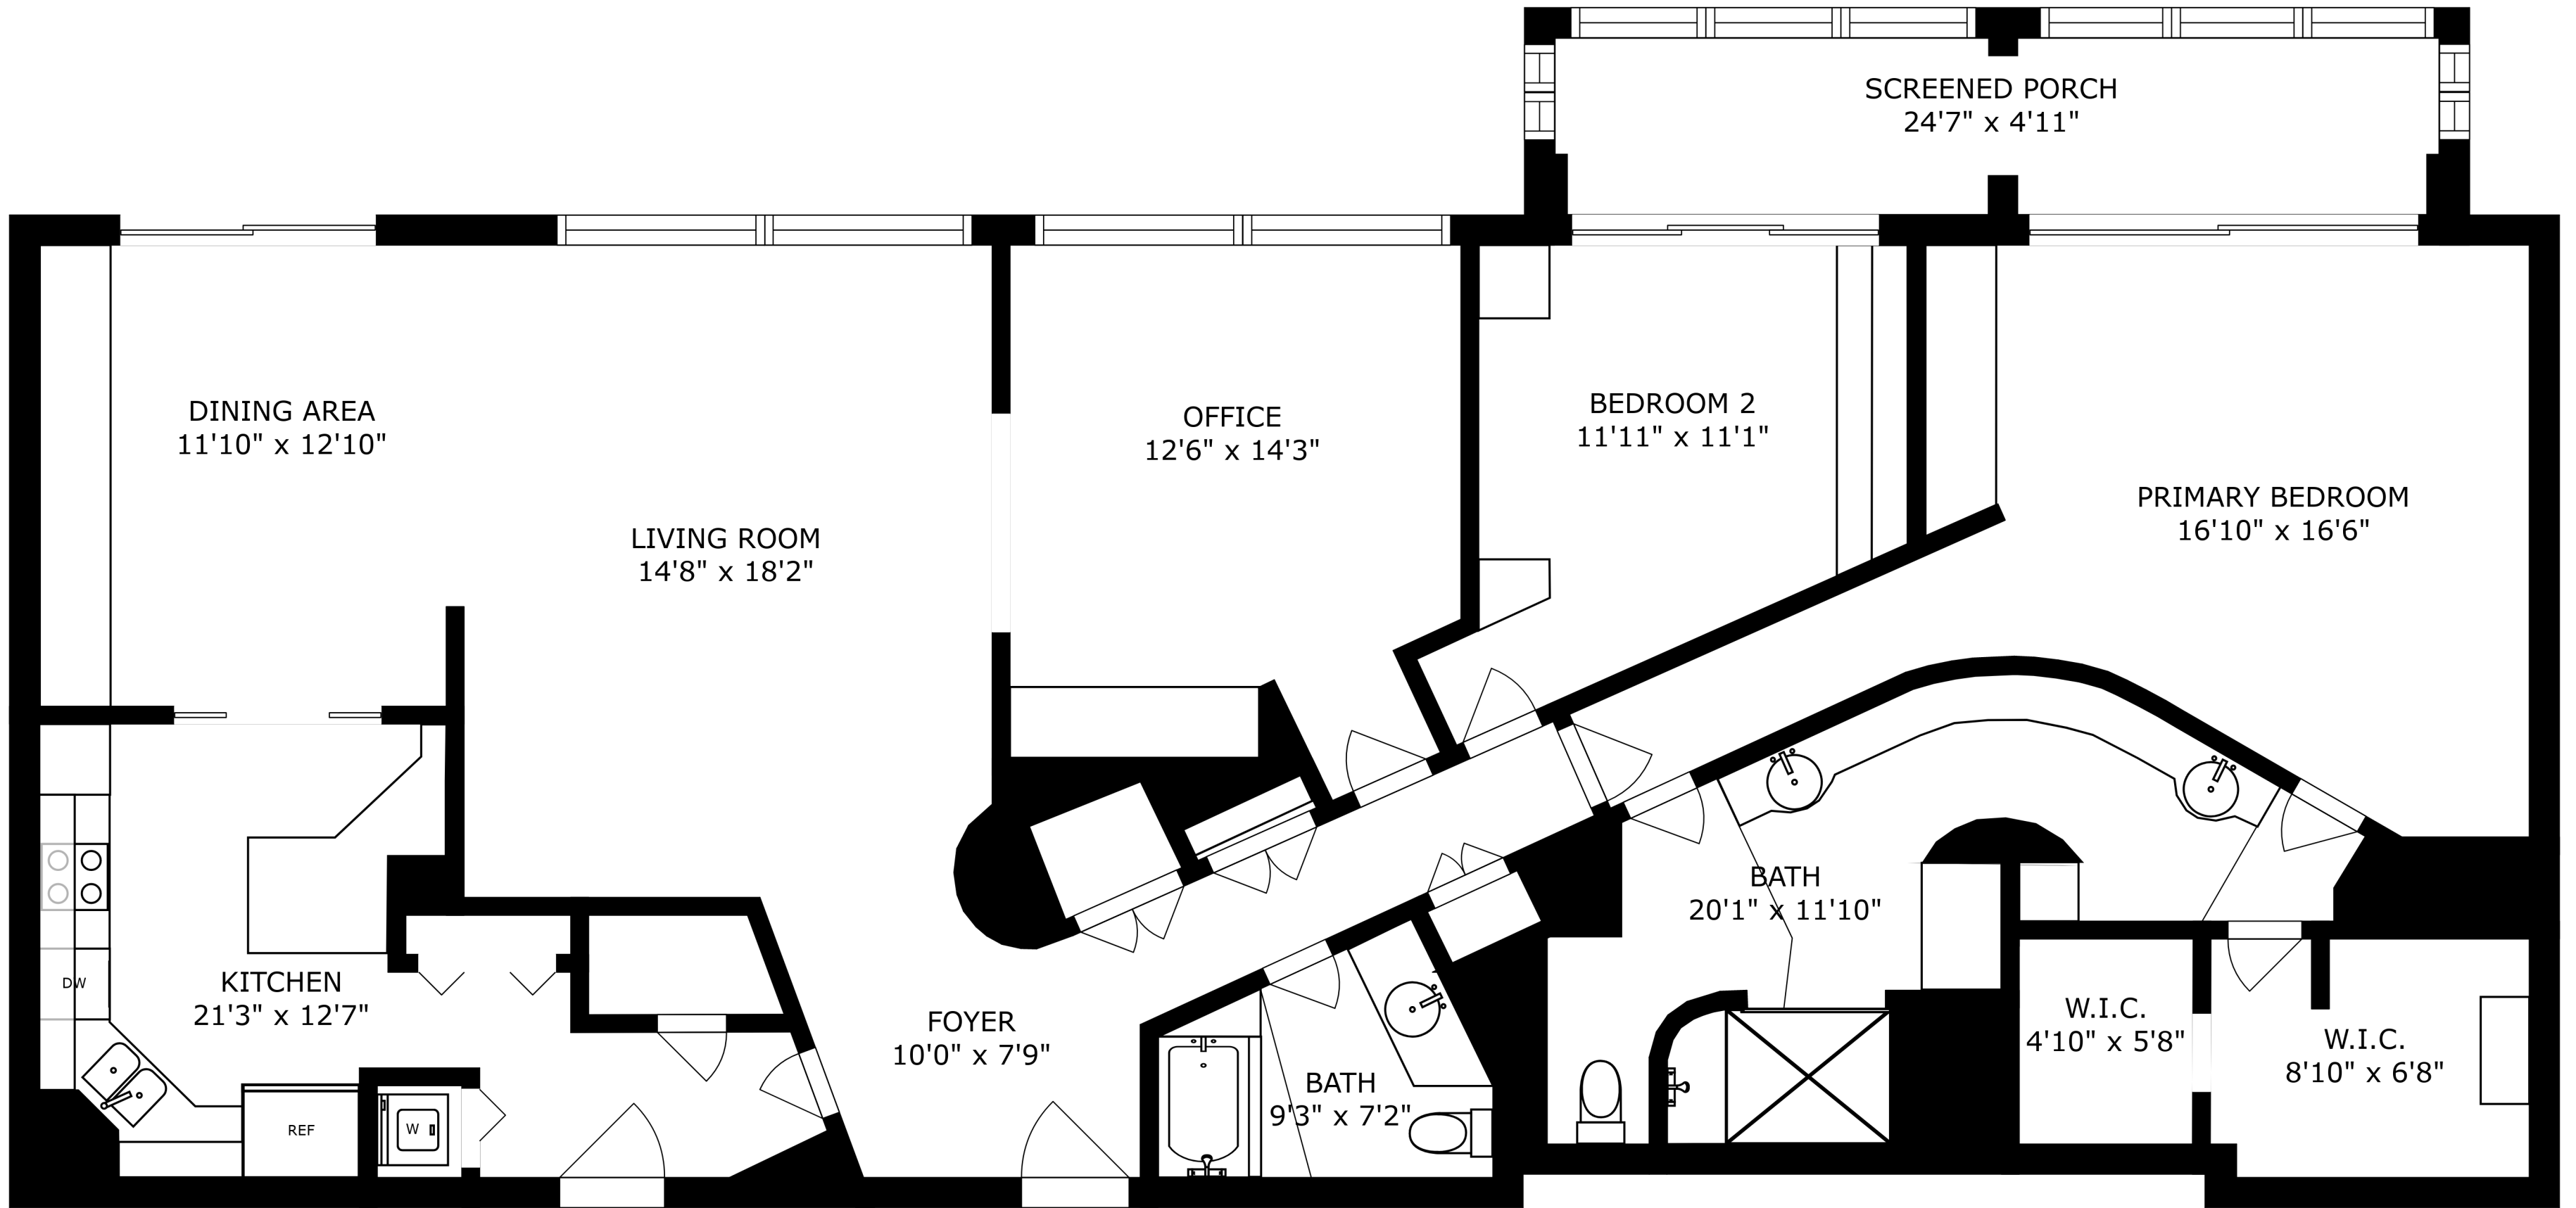 SCREENED PORCH
24'7" x 4'11"
DINING AREA
11'10" x 12'10"
OFFICE
12'6" x 14'3"
BEDROOM 2
11'11" x 11'1"
PRIMARY BEDROOM
16'10" x 16'6"
LIVING ROOM
14'8" x 18'2"
BATH
20'1" x 11'10"
KITCHEN
21'3" x 12'7"
DW
FOYER
10'0" x 7'9"
W.I.C.
4'10" x 5'8"
W.I.C.
8'10" x 6'8"
BATH
9'3" x 7'2"
REF
W